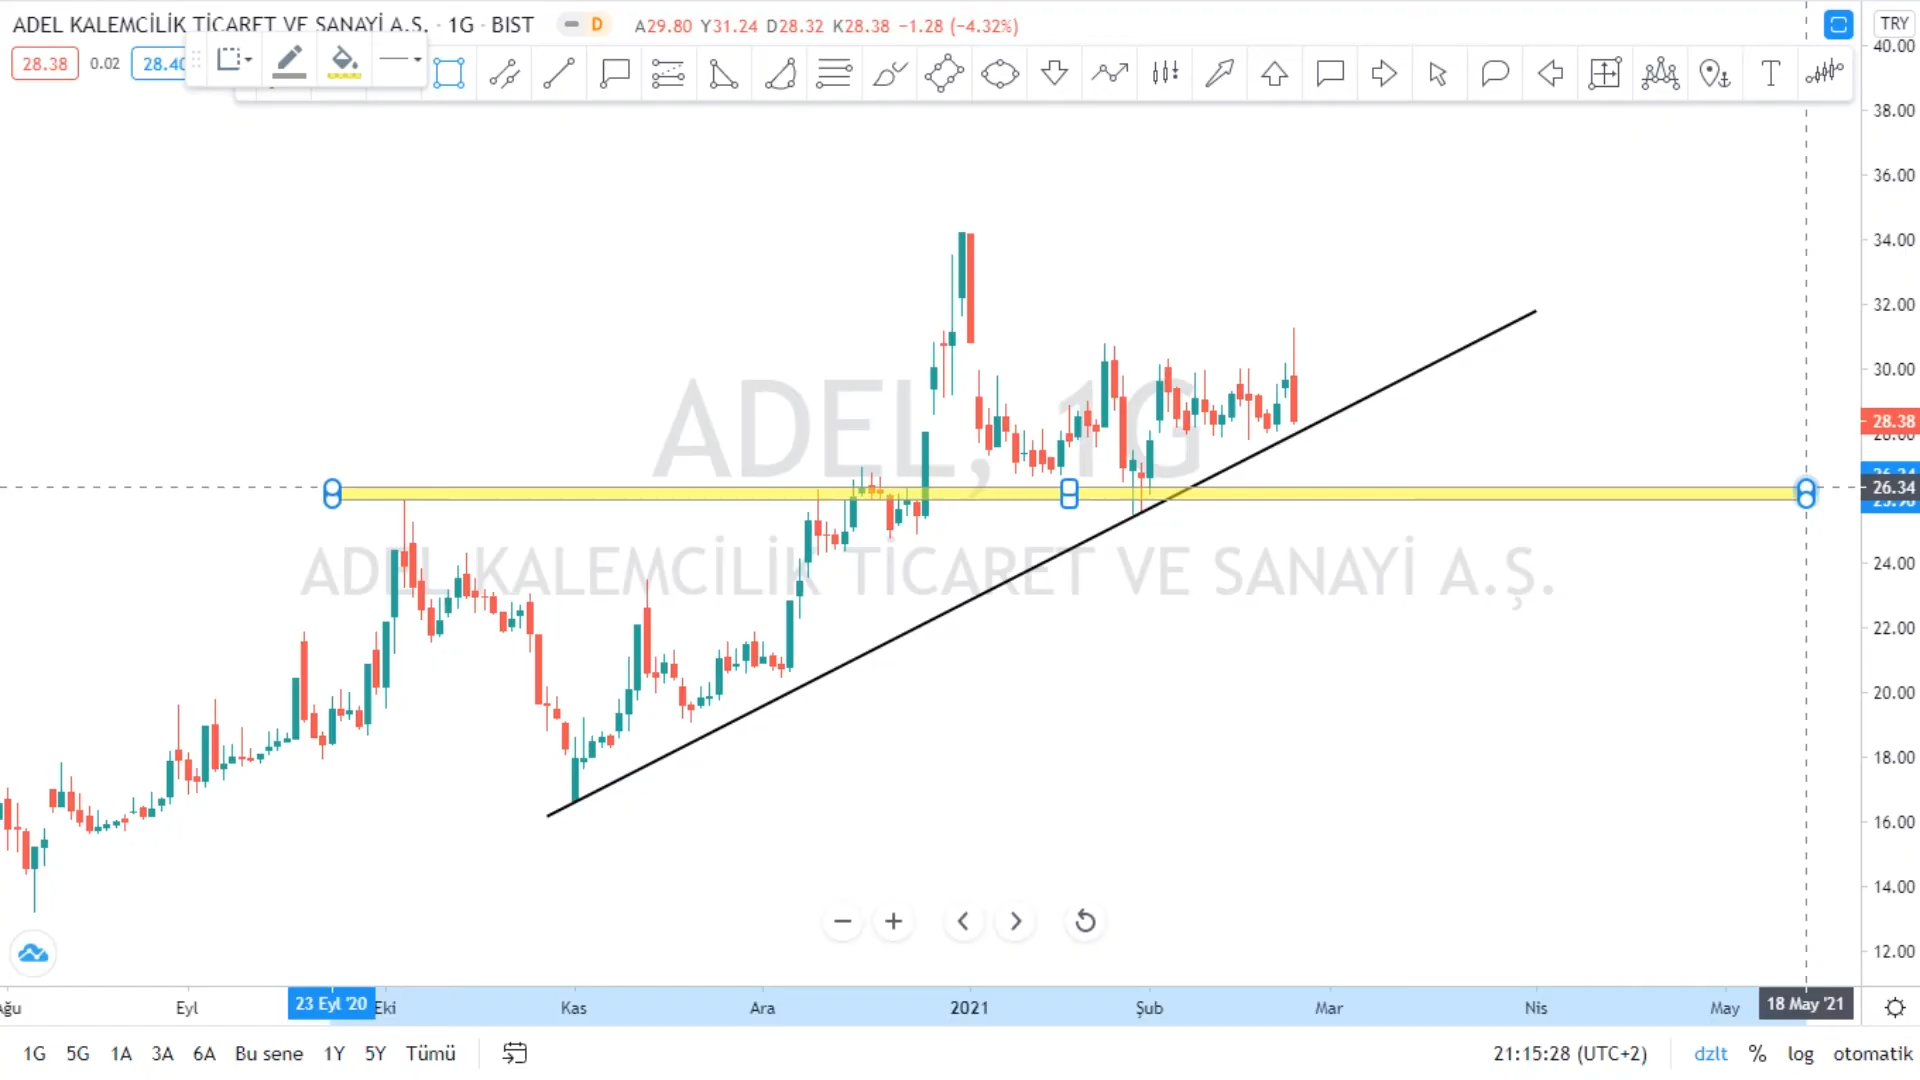 ADEL KALEMCİLİK TİCARET VE SANAYİ A.Ş. · 1G · BIST D A29.80 Y31.24 D28.32 K28.38 −1.28 (−4.32%)
TRY
28.38 0.02 28.40
T
40.00
38.00
36.00
34.00
32.00
30.00
28.38
28.00
26.34
24.00
22.00
20.00
18.00
16.00
14.00
12.00
ADEL, 1G
ADEL KALEMCİLİK TİCARET VE SANAYİ A.Ş.
Ağu Eyl 23 Eyl '20 Eki Kas Ara 2021 Şub Mar Nis May 18 May '21
1G 5G 1A 3A 6A Bu sene 1Y 5Y Tümü 21:15:28 (UTC+2) dzlt % log otomatik